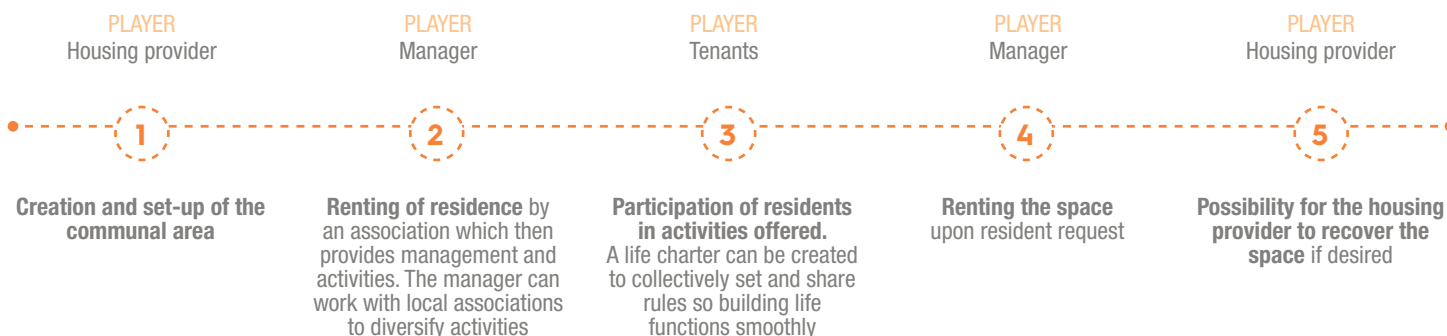 PLAYER
Housing provider
1
Creation and set-up of the
communal area
PLAYER
Manager
2
Renting of residence by
an association which then
provides management and
activities. The manager can
work with local associations
to diversify activities
PLAYER
Tenants
3
Participation of residents
in activities offered.
A life charter can be created
to collectively set and share
rules so building life
functions smoothly
PLAYER
Manager
4
Renting the space
upon resident request
PLAYER
Housing provider
5
Possibility for the housing
provider to recover the
space if desired